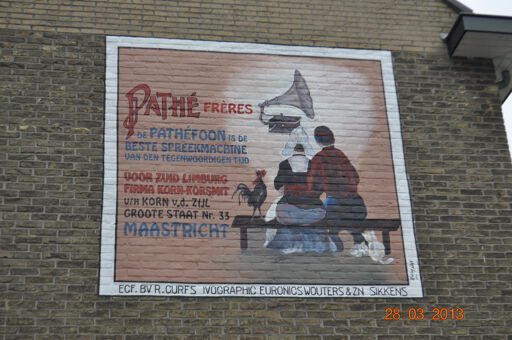 PATHÉ FRÈRES
DE PATHÉFOON IS DE
BESTE SPREEKMACHINE
VAN DEN TEGENWOORDIGEN TIJD
VOOR ZUID LIMBURG
FIRMA KORN-KORSMIT
v/h KORN v.d. ZIJL
GROOTE STAAT Nr. 33
MAASTRICHT
ECF. BV R. CURFS IVOGRAPHIC EURONICS WOUTERS & ZN SIKKENS
28 03 2013